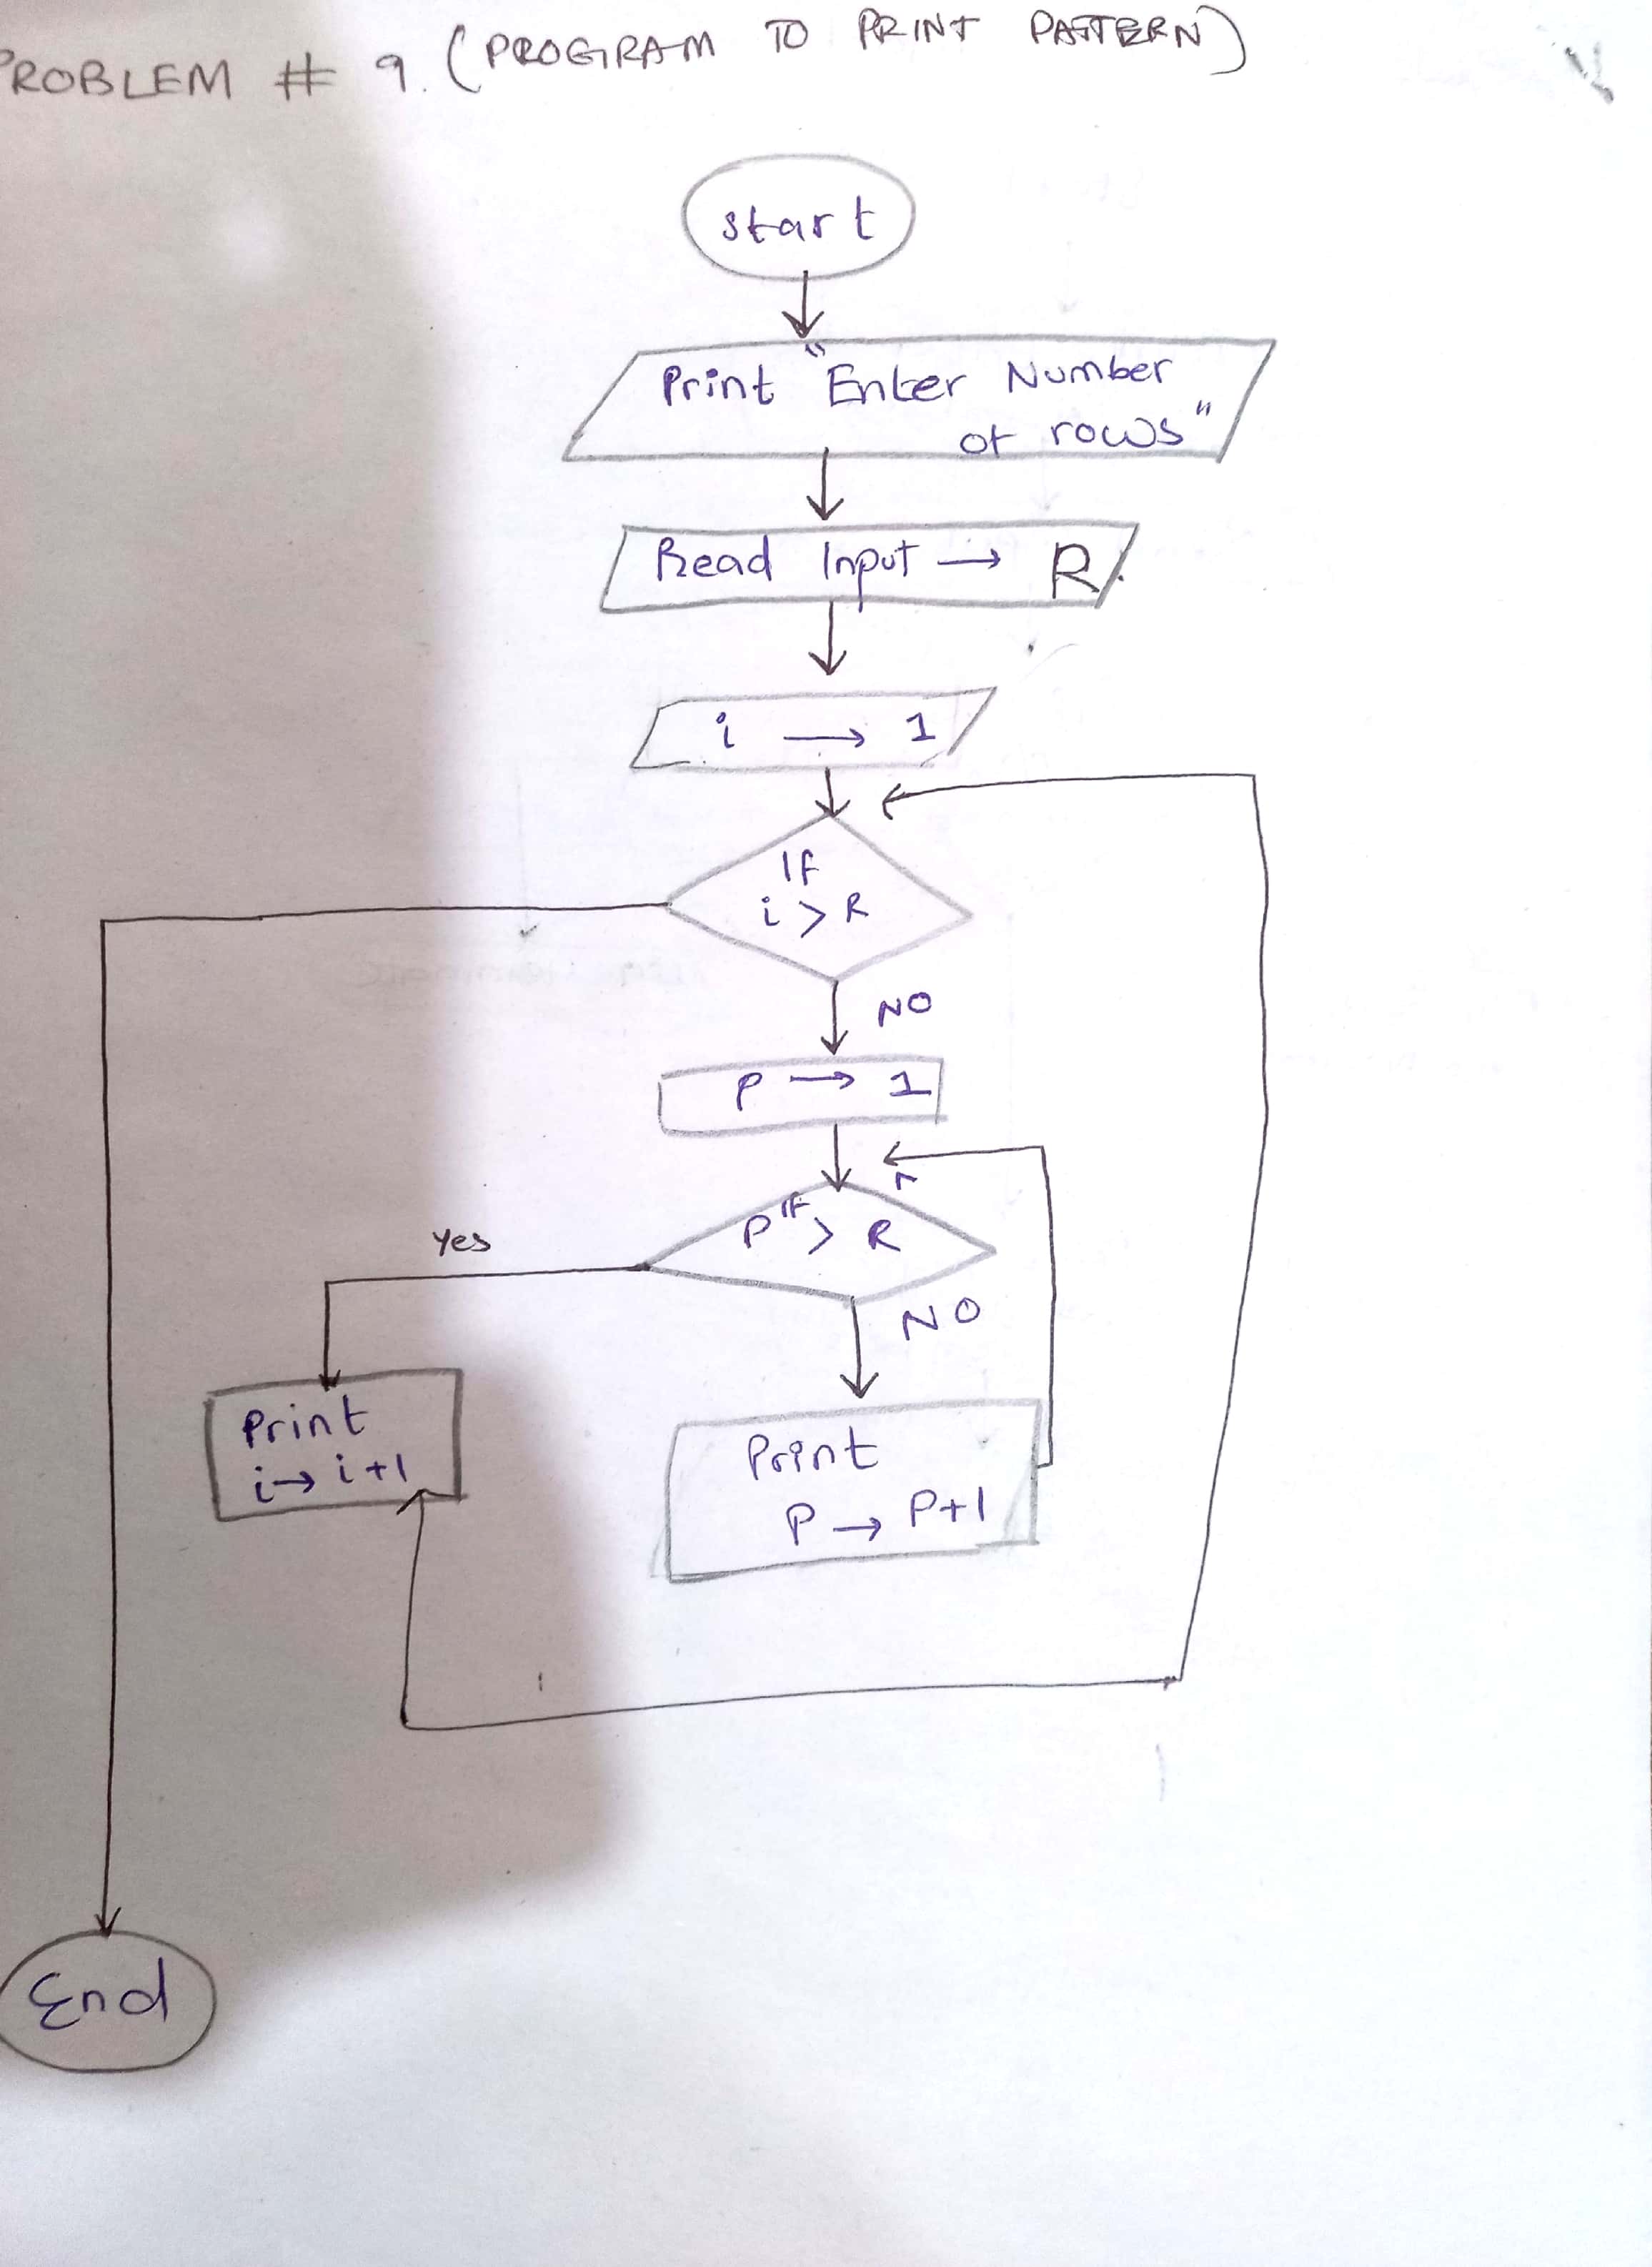 PROBLEM # 9. (PROGRAM TO PRINT PATTERN)
start
Print "Enter Number
of rows"
Read Input → R
i → 1
If
i > R
NO
P → 1
If
P > R
Yes
NO
Print
i → i+1
Print
P → P+1
End